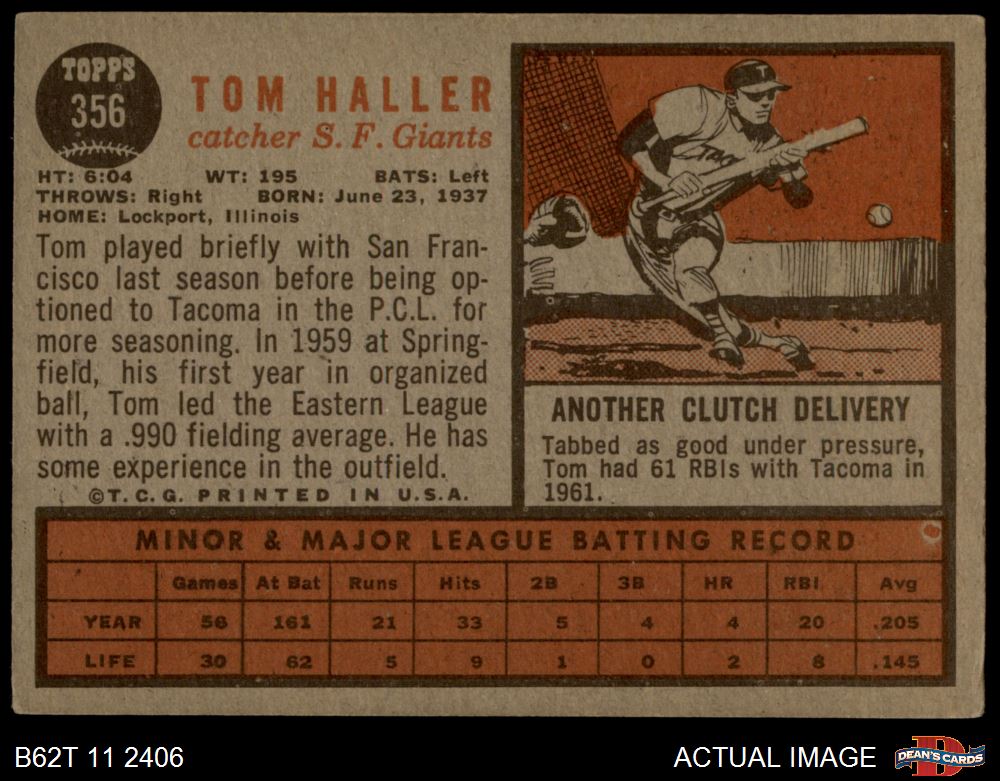 TOPPS
356
TOM HALLER
catcher S. F. Giants
HT: 6:04 WT: 195 BATS: Left
THROWS: Right BORN: June 23, 1937
HOME: Lockport, Illinois
Tom played briefly with San Fran-
cisco last season before being op-
tioned to Tacoma in the P.C.L. for
more seasoning. In 1959 at Spring-
field, his first year in organized
ball, Tom led the Eastern League
with a .990 fielding average. He has
some experience in the outfield.
©T.C.G. PRINTED IN U.S.A.
T
ANOTHER CLUTCH DELIVERY
Tabbed as good under pressure,
Tom had 61 RBIs with Tacoma in
1961.
MINOR & MAJOR LEAGUE BATTING RECORD
Games At Bat Runs Hits 2B 3B HR RBI Avg
YEAR 56 161 21 33 5 4 4 20 .205
LIFE 30 62 5 9 1 0 2 8 .145
B62T 11 2406
ACTUAL IMAGE
D
DEAN'S CARDS